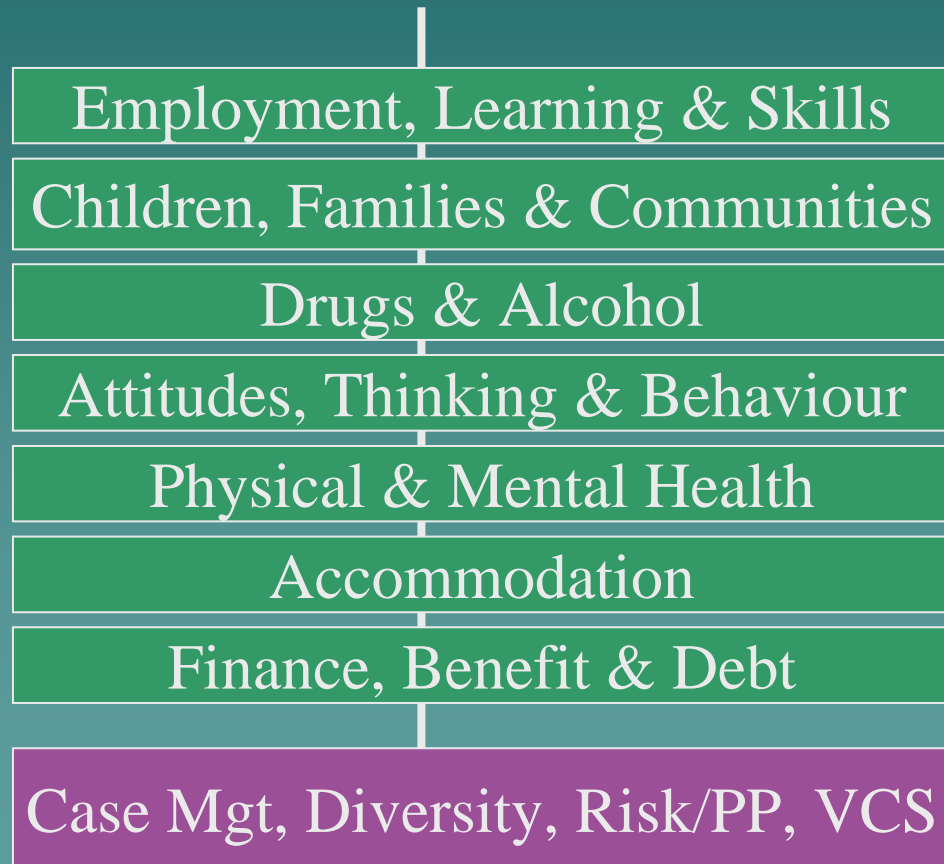 Employment, Learning & Skills
Children, Families & Communities
Drugs & Alcohol
Attitudes, Thinking & Behaviour
Physical & Mental Health
Accommodation
Finance, Benefit & Debt
Case Mgt, Diversity, Risk/PP, VCS